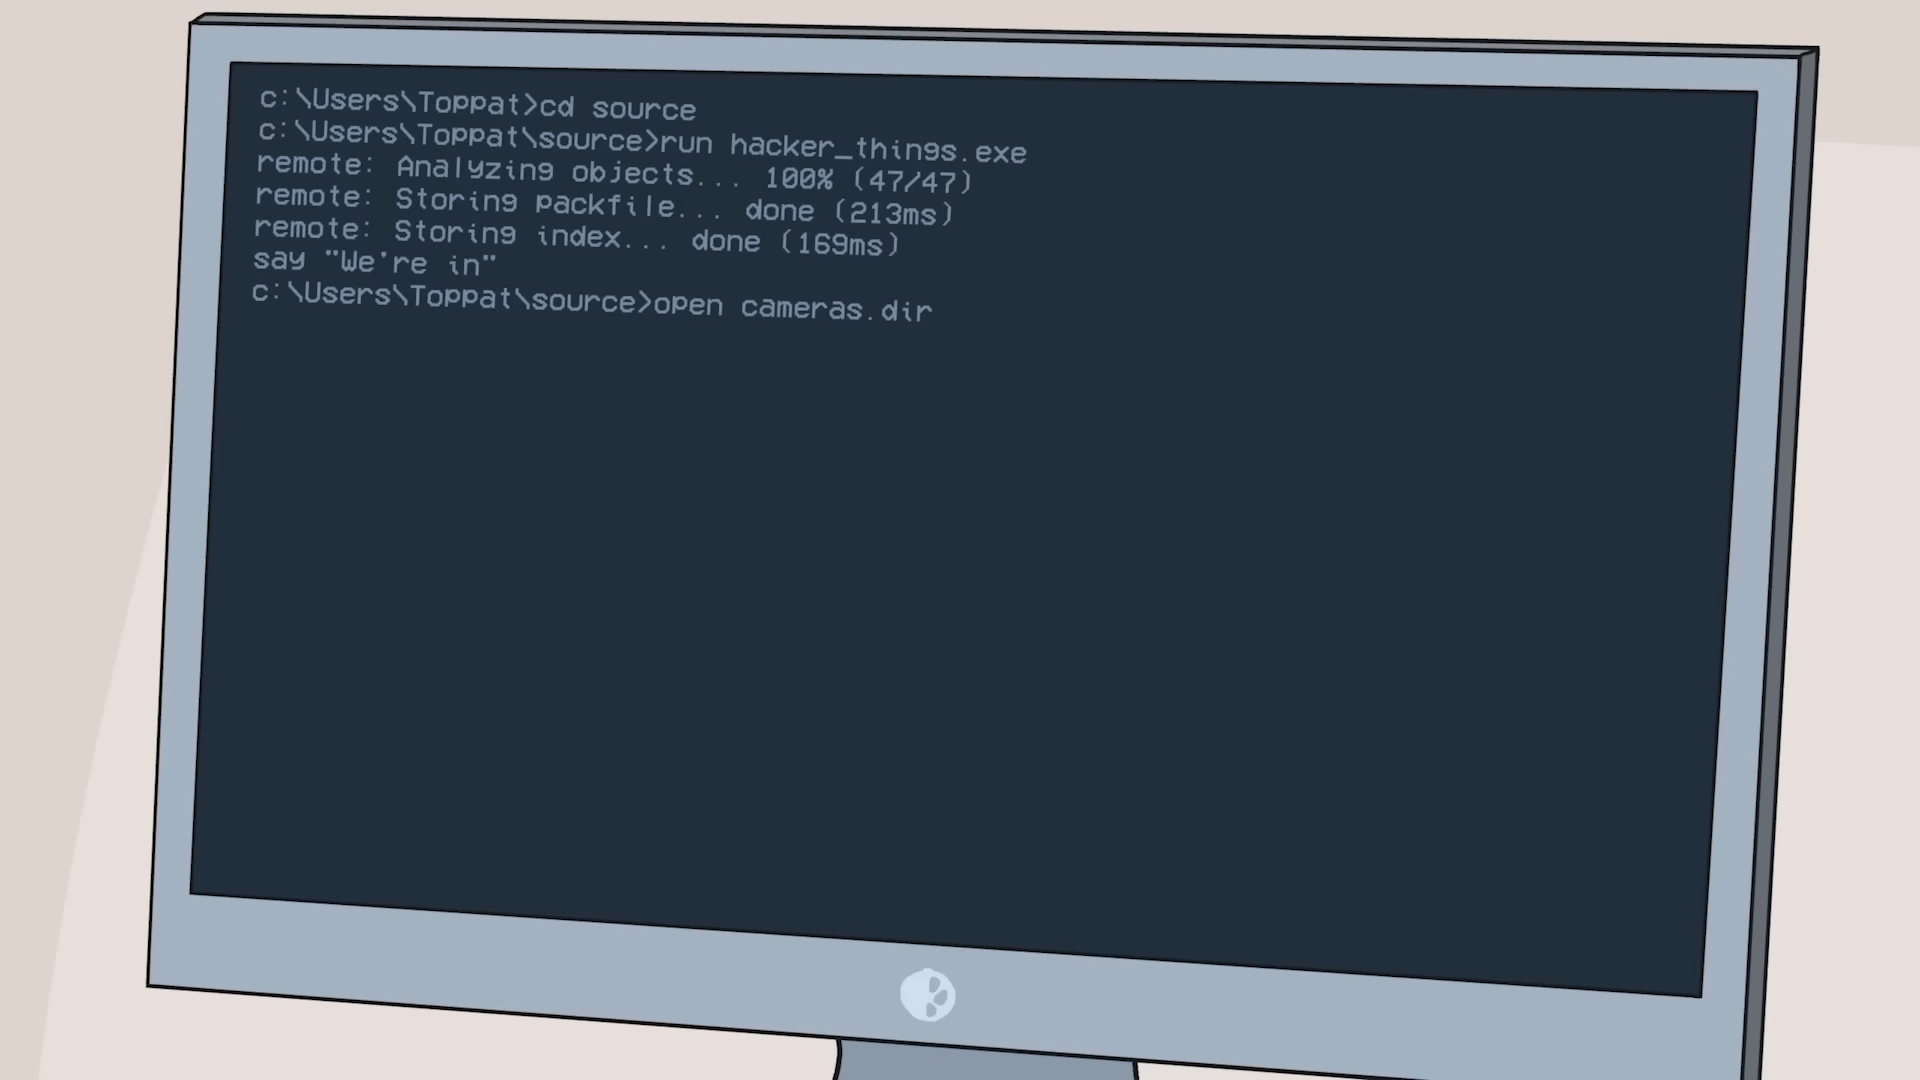 c:\Users\Toppat>cd source
c:\Users\Toppat\source>run hacker_things.exe
remote: Analyzing objects... 100% (47/47)
remote: Storing packfile... done (213ms)
remote: Storing index... done (169ms)
say "We're in"
c:\Users\Toppat\source>open cameras.dir